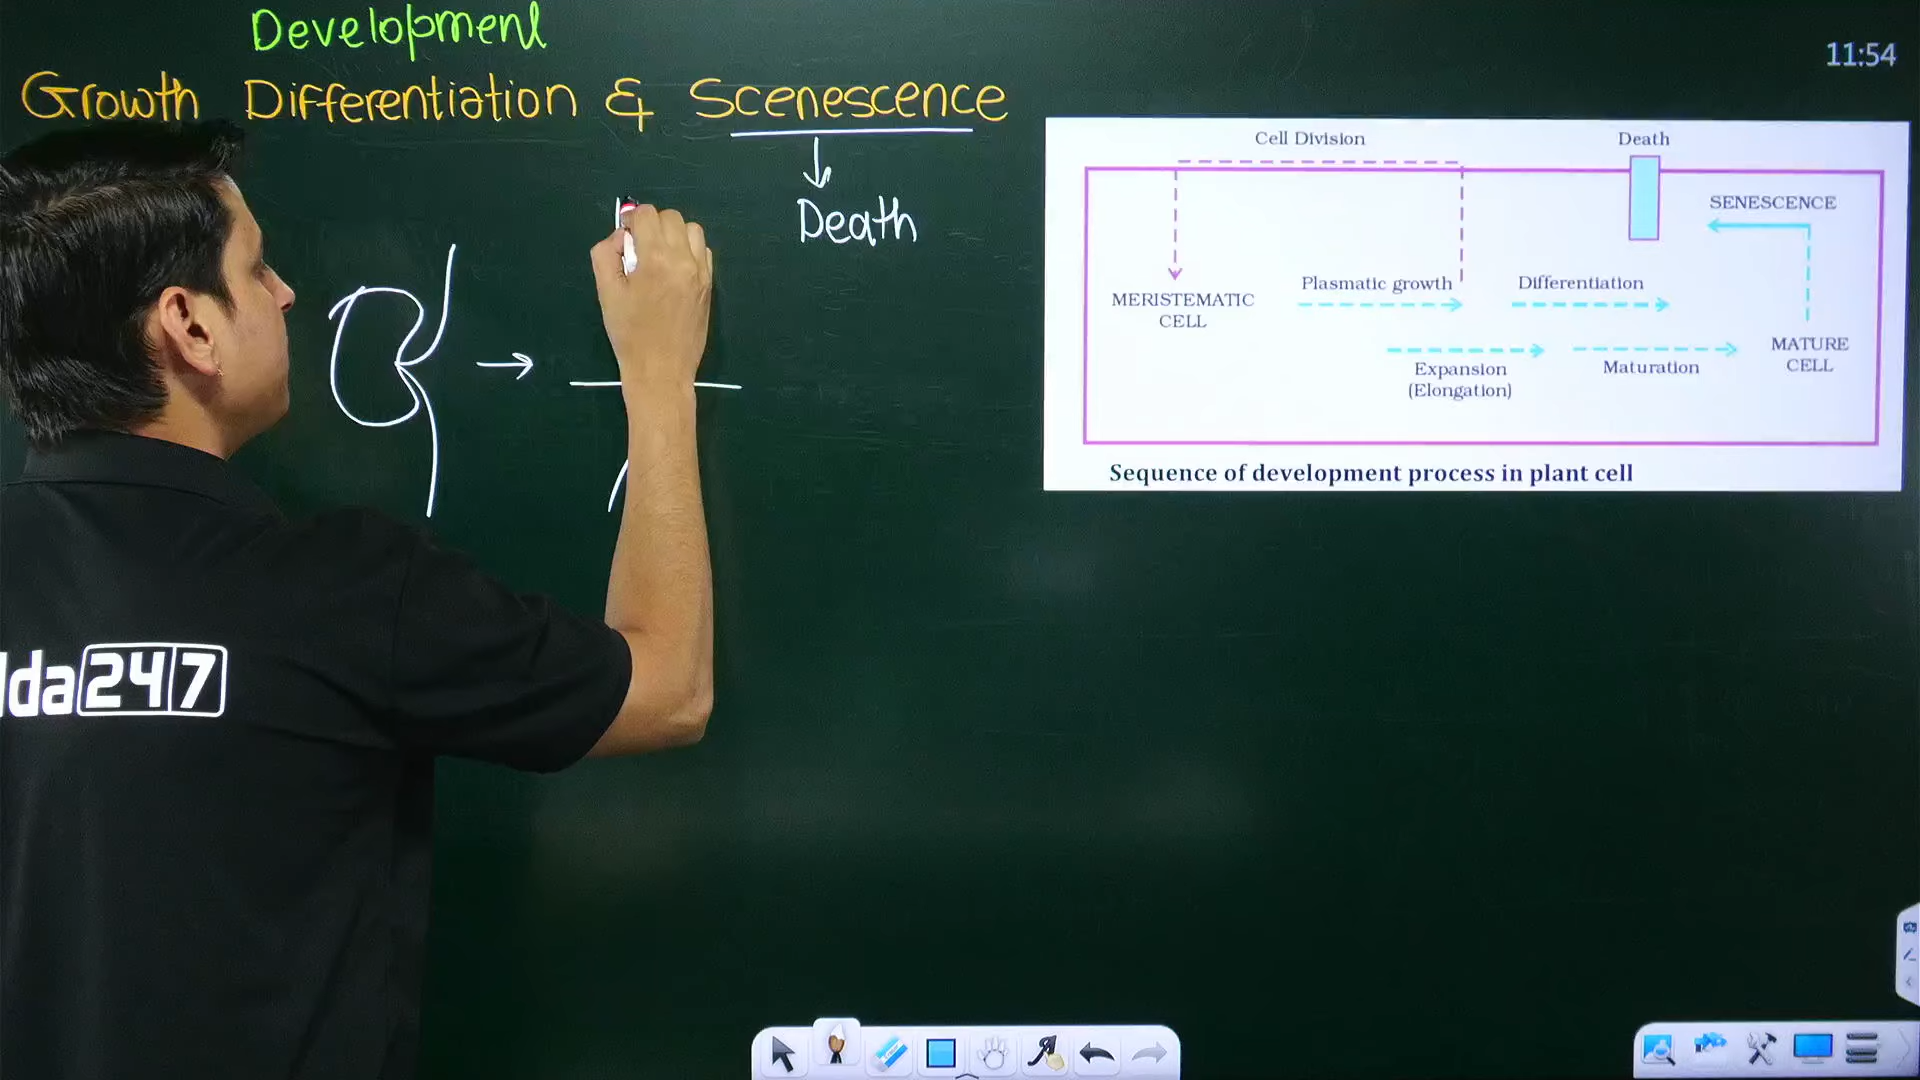 Development
11:54
Growth Differentiation & Scenescence
Death
Cell Division
Death
SENESCENCE
Plasmatic growth
Differentiation
MERISTEMATIC
CELL
MATURE
CELL
Expansion
(Elongation)
Maturation
Sequence of development process in plant cell
da247